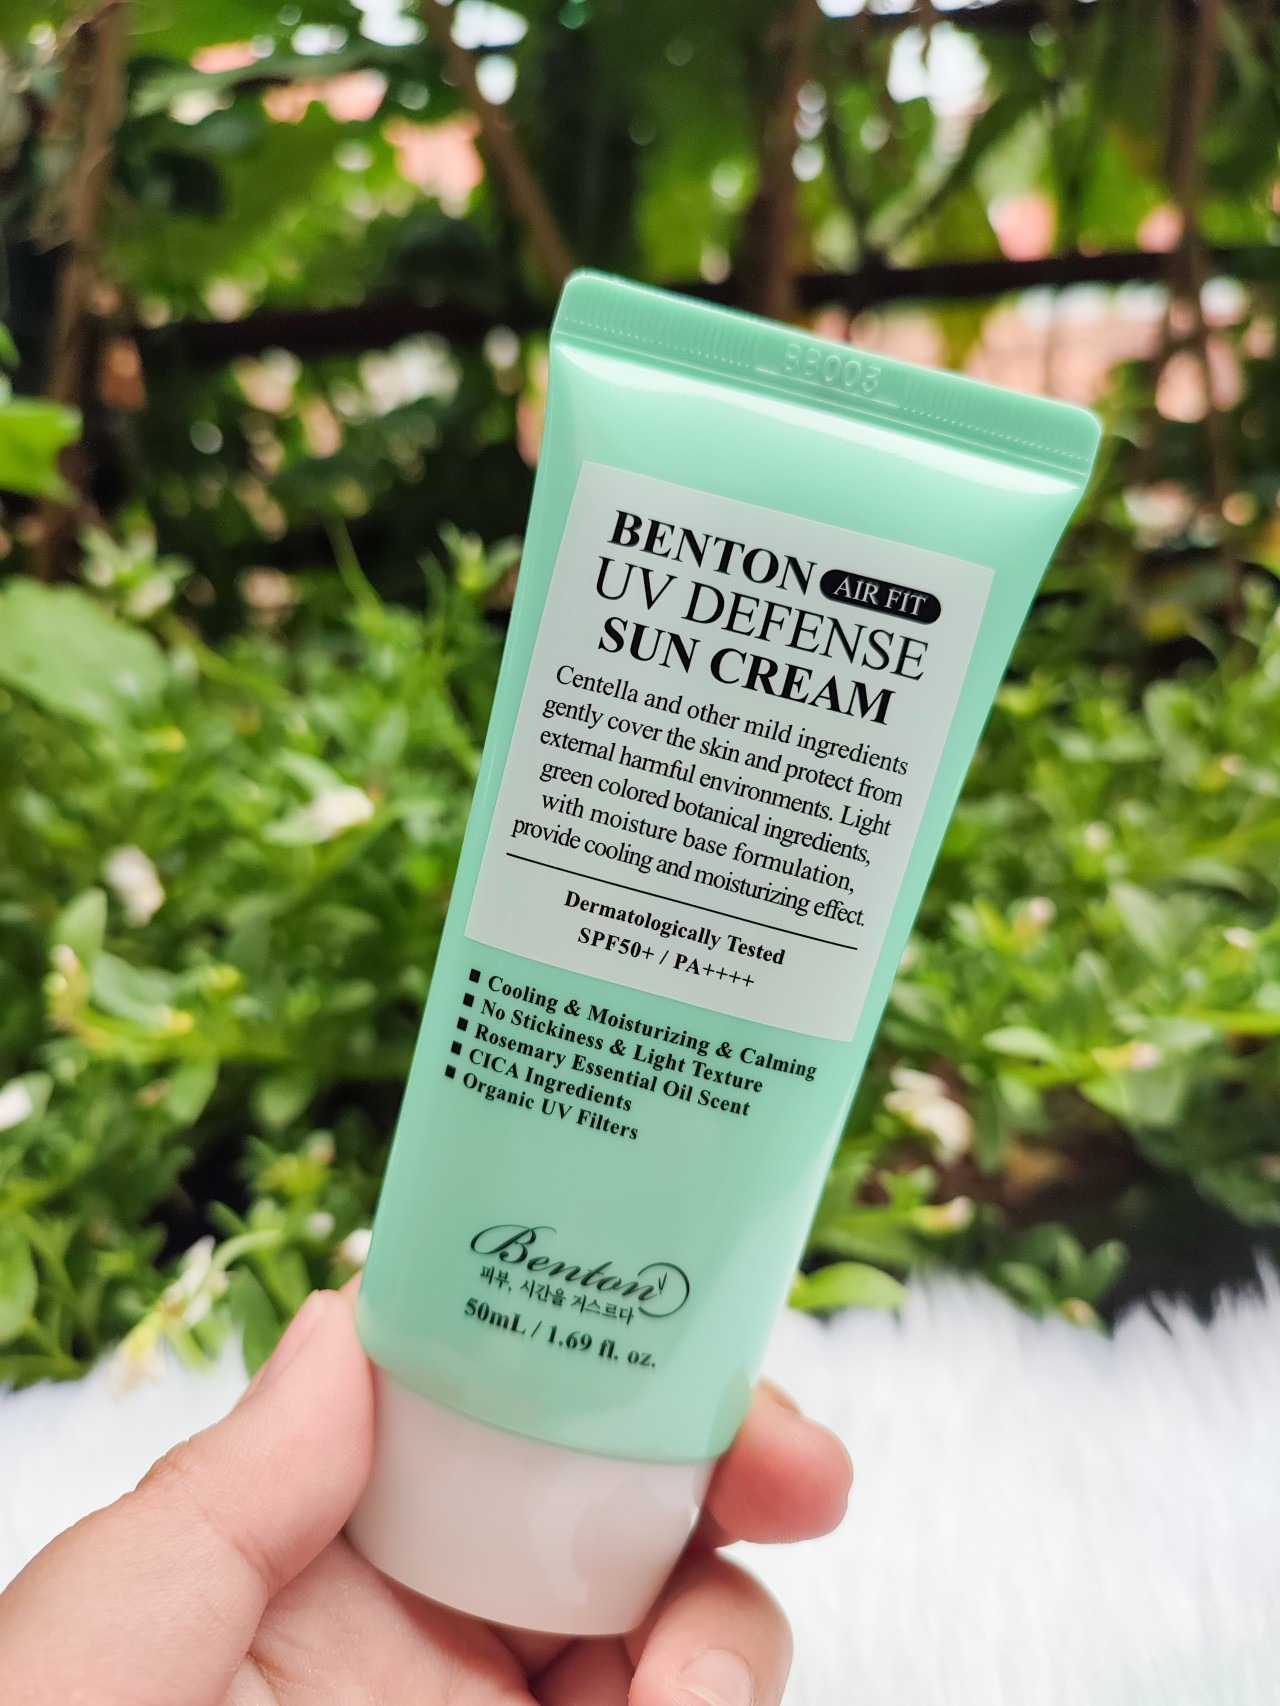 BENTON AIR FIT
UV DEFENSE
SUN CREAM
Centella and other mild ingredients
gently cover the skin and protect from
external harmful environments. Light
green colored botanical ingredients,
with moisture base formulation,
provide cooling and moisturizing effect.
Dermatologically Tested
SPF50+ / PA++++
■ Cooling & Moisturizing & Calming
■ No Stickiness & Light Texture
■ Rosemary Essential Oil Scent
■ CICA Ingredients
■ Organic UV Filters
Benton
피부, 시간을 거스르다
50mL / 1.69 fl. oz.